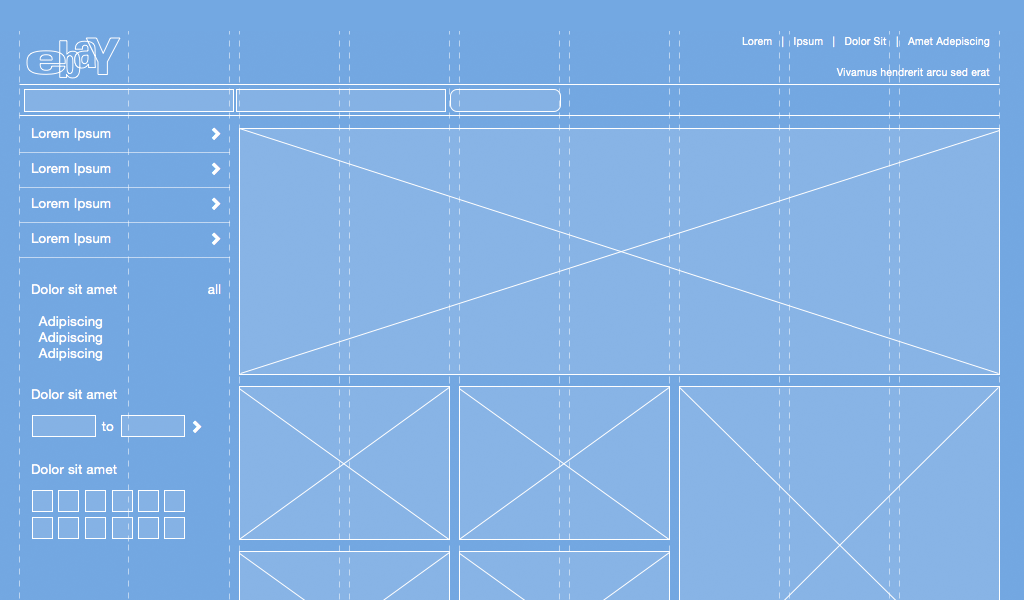 ebaY
Lorem | Ipsum | Dolor Sit | Amet Adepiscing
Vivamus hendrerit arcu sed erat
Lorem Ipsum
Lorem Ipsum
Lorem Ipsum
Lorem Ipsum
Dolor sit amet all
Adipiscing
Adipiscing
Adipiscing
Dolor sit amet
to
Dolor sit amet